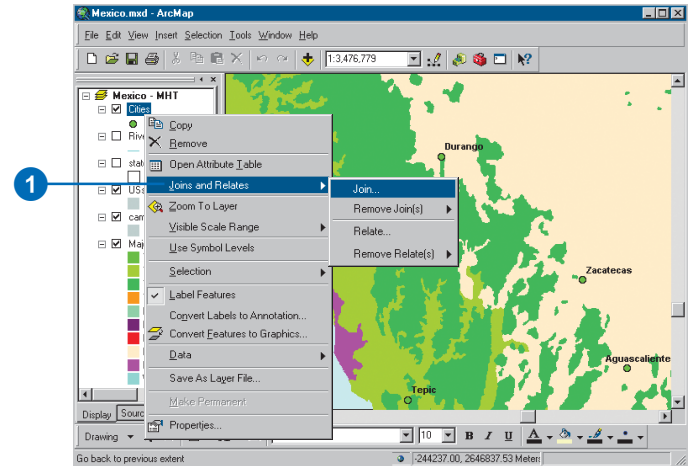 Mexico.mxd - ArcMap
File Edit View Insert Selection Tools Window Help
1:3,476,779
Mexico - MHT
Cities
Copy
Remove
Open Attribute Table
1
Joins and Relates
Join...
Zoom To Layer
Remove Join(s)
Visible Scale Range
Relate...
Use Symbol Levels
Remove Relate(s)
Selection
Label Features
Convert Labels to Annotation...
Convert Features to Graphics...
Data
Save As Layer File...
Make Permanent
Properties...
Durango
Zacatecas
Aguascaliente
Tepic
Display
Drawing
10
B I U A
Go back to previous extent
-244237.00, 2646837.53 Meters